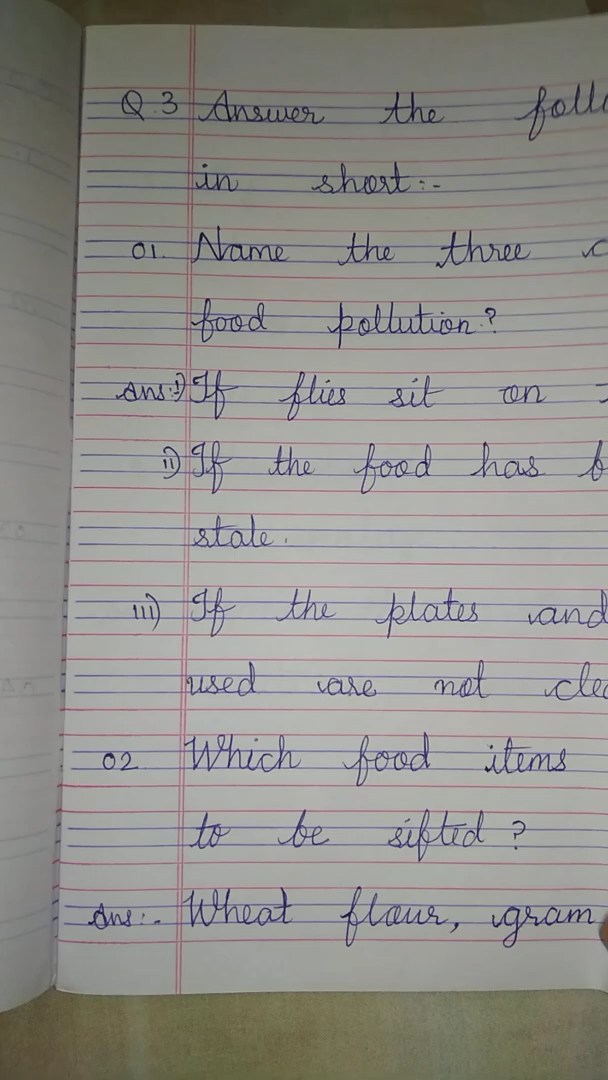 Q.3 Answer the foll
in short:-
01. Name the three c
food pollution?
Ans:i) If flies sit on
ii) If the food has b
stale.
iii) If the plates and
used are not clea
02 Which food items
to be sifted?
Ans:- Wheat flour, gram